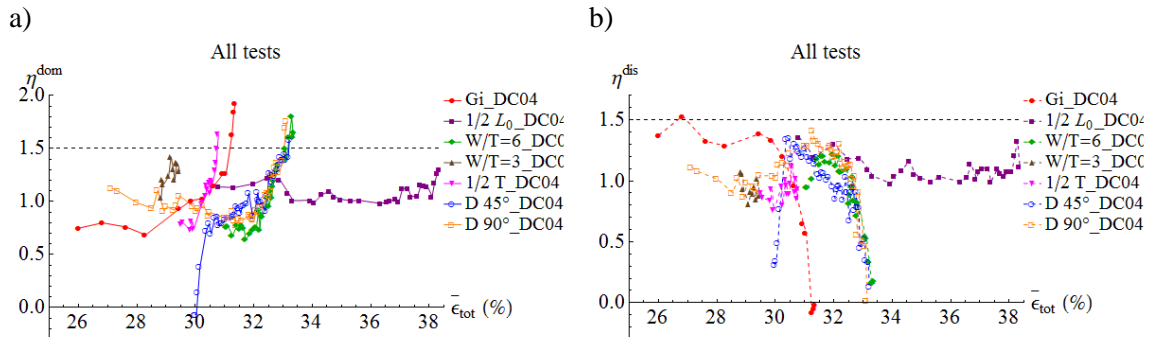 a)
All tests
η^dom
2.0
1.5
1.0
0.5
0.0
26 28 30 32 34 36 38
ε̄_tot (%)
Gi_DC04
1/2 L₀_DC04
W/T=6_DC0
W/T=3_DC0
1/2 T_DC04
D 45°_DC04
D 90°_DC04
b)
All tests
η^dis
1.5
1.0
0.5
0.0
26 28 30 32 34 36 38
ε̄_tot (%)
Gi_DC04
1/2 L₀_DC04
W/T=6_DC0
W/T=3_DC0
1/2 T_DC04
D 45°_DC04
D 90°_DC04